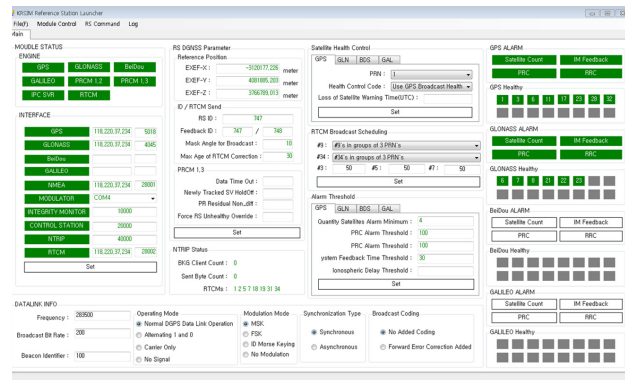 KRSIM Reference Station Launcher
File(F) Module Control RS Command Log
Main
MOUDLE STATUS
ENGINE
GPS GLONASS BeiDou
GALILEO PRCM 1,2 PRCM 1,3
IPC SVR RTCM
INTERFACE
GPS 118,220,37,234 5018
GLONASS 118,220,37,234 4045
BeiDou
GALILEO
NMEA 118,220,37,234 20001
MODULATOR COM4
INTEGRITY MONITOR 10000
CONTROL STATION 20000
NTRIP 40000
RTCM 118,220,37,234 20002
Set
RS DGNSS Parameter
Reference Position
EXEF-X : -3120177,226 meter
EXEF-Y : 4081885,203 meter
EXEF-Z : 3766789,013 meter
ID / RTCM Send
RS ID : 747
Feedback ID : 747 / 748
Mask Angle for Broadcast : 10
Max Age of RTCM Correction : 30
PRCM 1,3
Data Time Out :
Newly Tracked SV HoldOff :
PR Residual Non_diff :
Force RS Unhealthy Override :
Set
NTRIP Status
BKG Client Count : 0
Sent Byte Count : 0
RTCMs : 1 2 5 7 18 19 31 34
Satellite Health Control
GPS GLN BDS GAL
PRN : 1
Health Control Code : Use GPS Broadcast Health
Loss of Satellite Warning Time(UTC) :
Set
RTCM Broadcast Scheduling
#9 : #9's in groups of 3 PRN's
#34 : #34's in groups of 3 PRN's
#3 : 50 #5 : 50 #7 : 50
Set
Alarm Threshold
GPS GLN BDS GAL
Quantity Satellites Alarm Minimum : 4
PRC Alarm Threshold : 100
PRC Alarm Threshold : 100
ystem Feedback Time Threshold : 30
Ionospheric Delay Threshold :
Set
GPS ALARM
Satellite Count IM Feedback
PRC RRC
GPS Healthy
1 3 6 11 17 23 28 32
GLONASS ALARM
Satellite Count IM Feedback
PRC RRC
GLONASS Healthy
6 7 8 21 22 23
BeiDou ALARM
Satellite Count IM Feedback
PRC RRC
BeiDou Healthy
GALILEO ALARM
Satellite Count IM Feedback
PRC RRC
GALILEO Healthy
DATALINK INFO
Frequency : 283500
Broadcast Bit Rate : 200
Beacon Identifier : 100
Operating Mode
Normal DGPS Data Link Operation
Alternating 1 and 0
Carrier Only
No Signal
Modulation Mode
MSK
FSK
ID Morse Keying
No Modulation
Synchronization Type
Synchronous
Asynchronous
Broadcast Coding
No Added Coding
Forward Error Correction Added